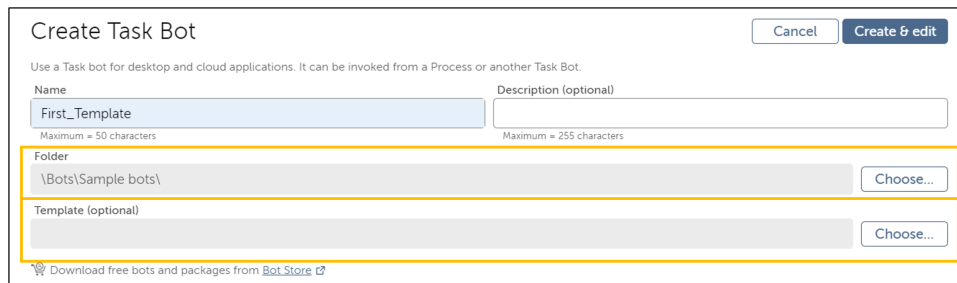 Create Task Bot
Cancel
Create & edit
Use a Task bot for desktop and cloud applications. It can be invoked from a Process or another Task Bot.
Name
Description (optional)
First_Template
Maximum = 50 characters
Maximum = 255 characters
Folder
\Bots\Sample bots\
Choose...
Template (optional)
Choose...
Download free bots and packages from Bot Store